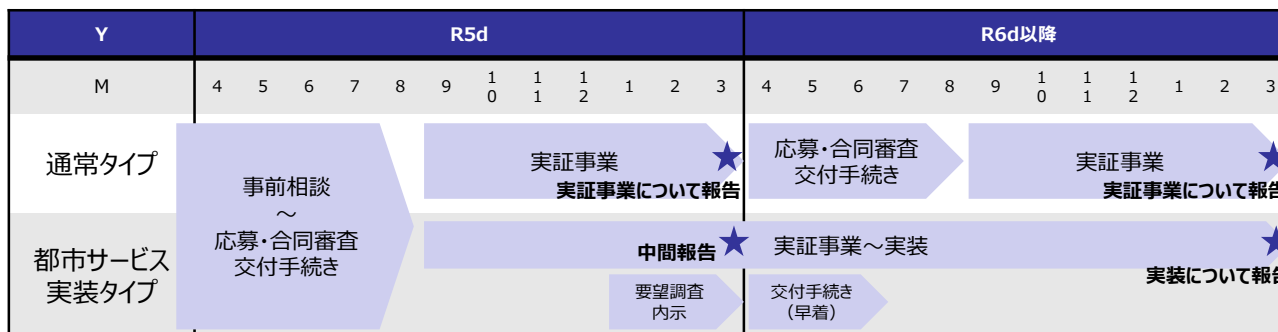 Y R5d R6d以降
M 4 5 6 7 8 9 10 11 12 1 2 3 4 5 6 7 8 9 10 11 12 1 2 3
通常タイプ
事前相談
～
応募・合同審査
交付手続き
実証事業
実証事業について報告
応募・合同審査
交付手続き
実証事業
実証事業について報告
都市サービス
実装タイプ
中間報告
実証事業～実装
実装について報告
要望調査
内示
交付手続き
（早着）